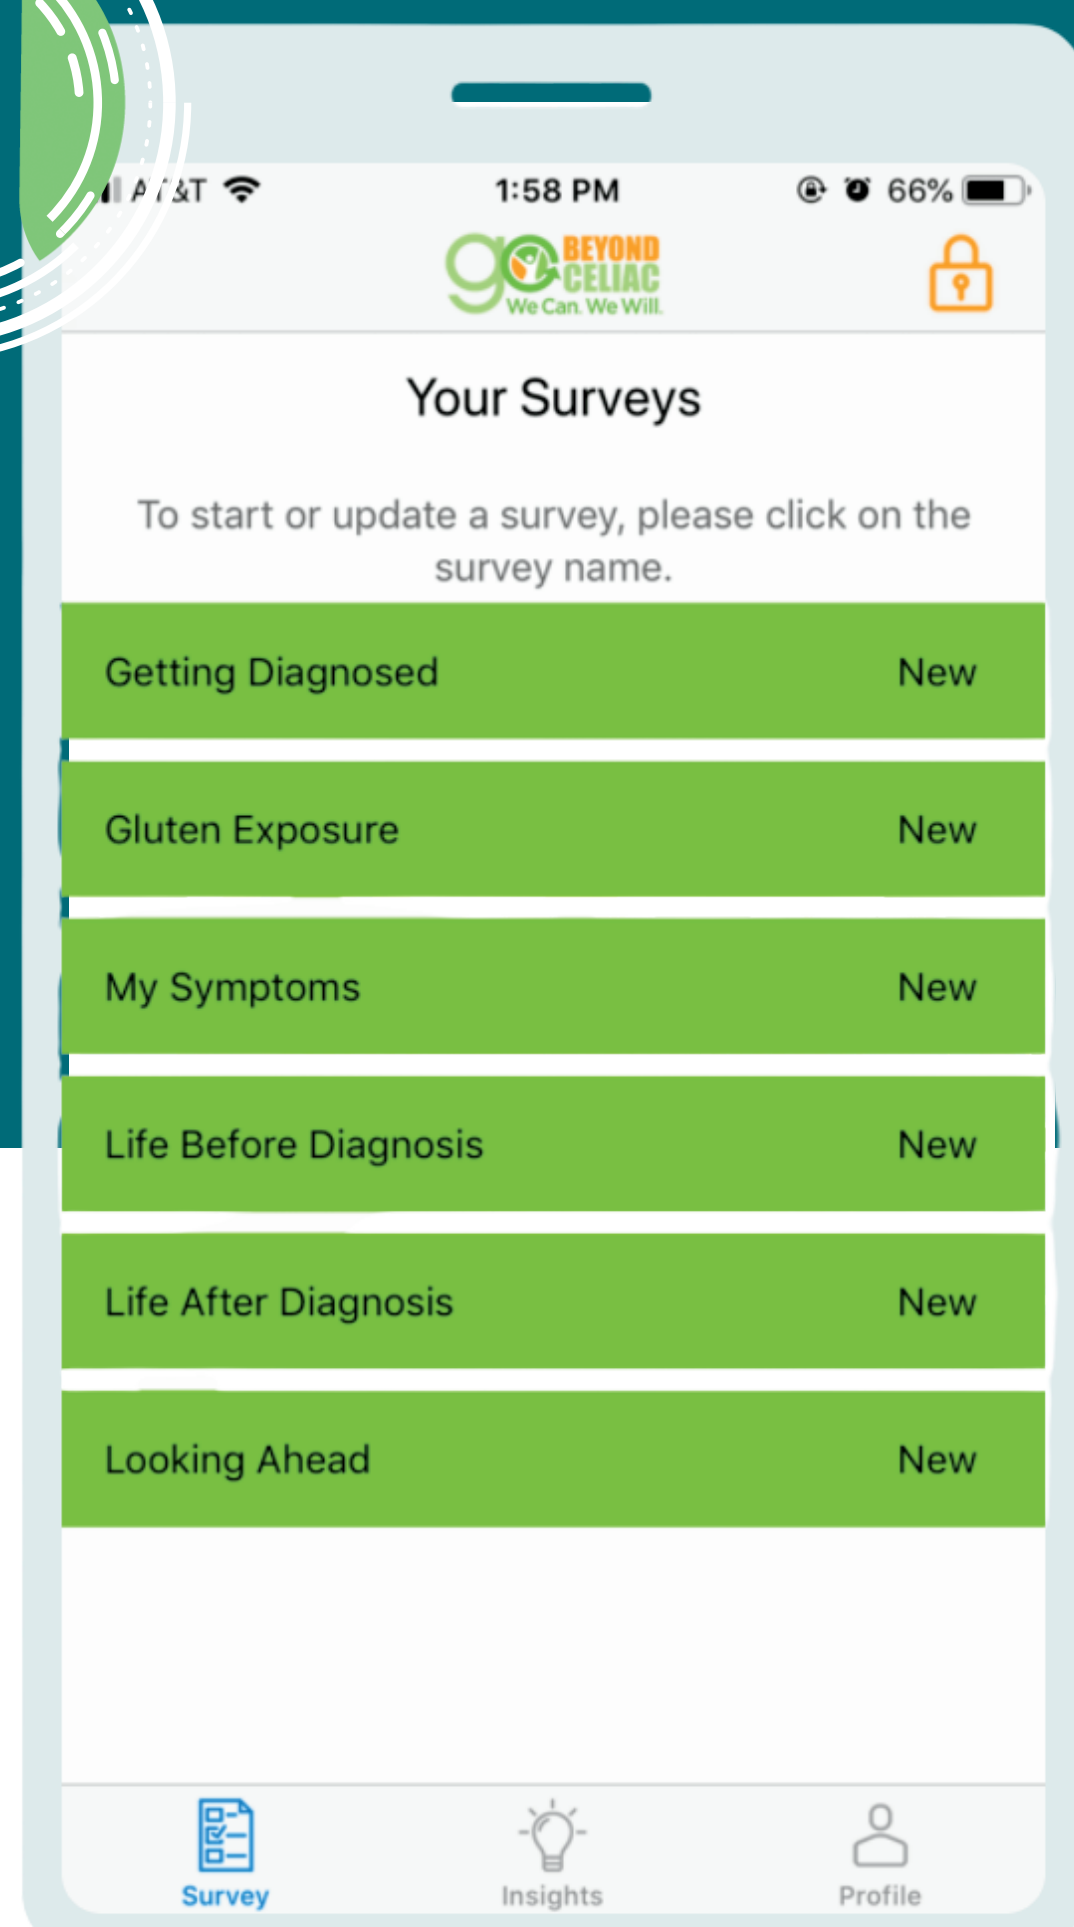 AT&T 1:58 PM 66%
go BEYOND
CELIAC
We Can. We Will.
Your Surveys
To start or update a survey, please click on the
survey name.
Getting Diagnosed New
Gluten Exposure New
My Symptoms New
Life Before Diagnosis New
Life After Diagnosis New
Looking Ahead New
Survey Insights Profile